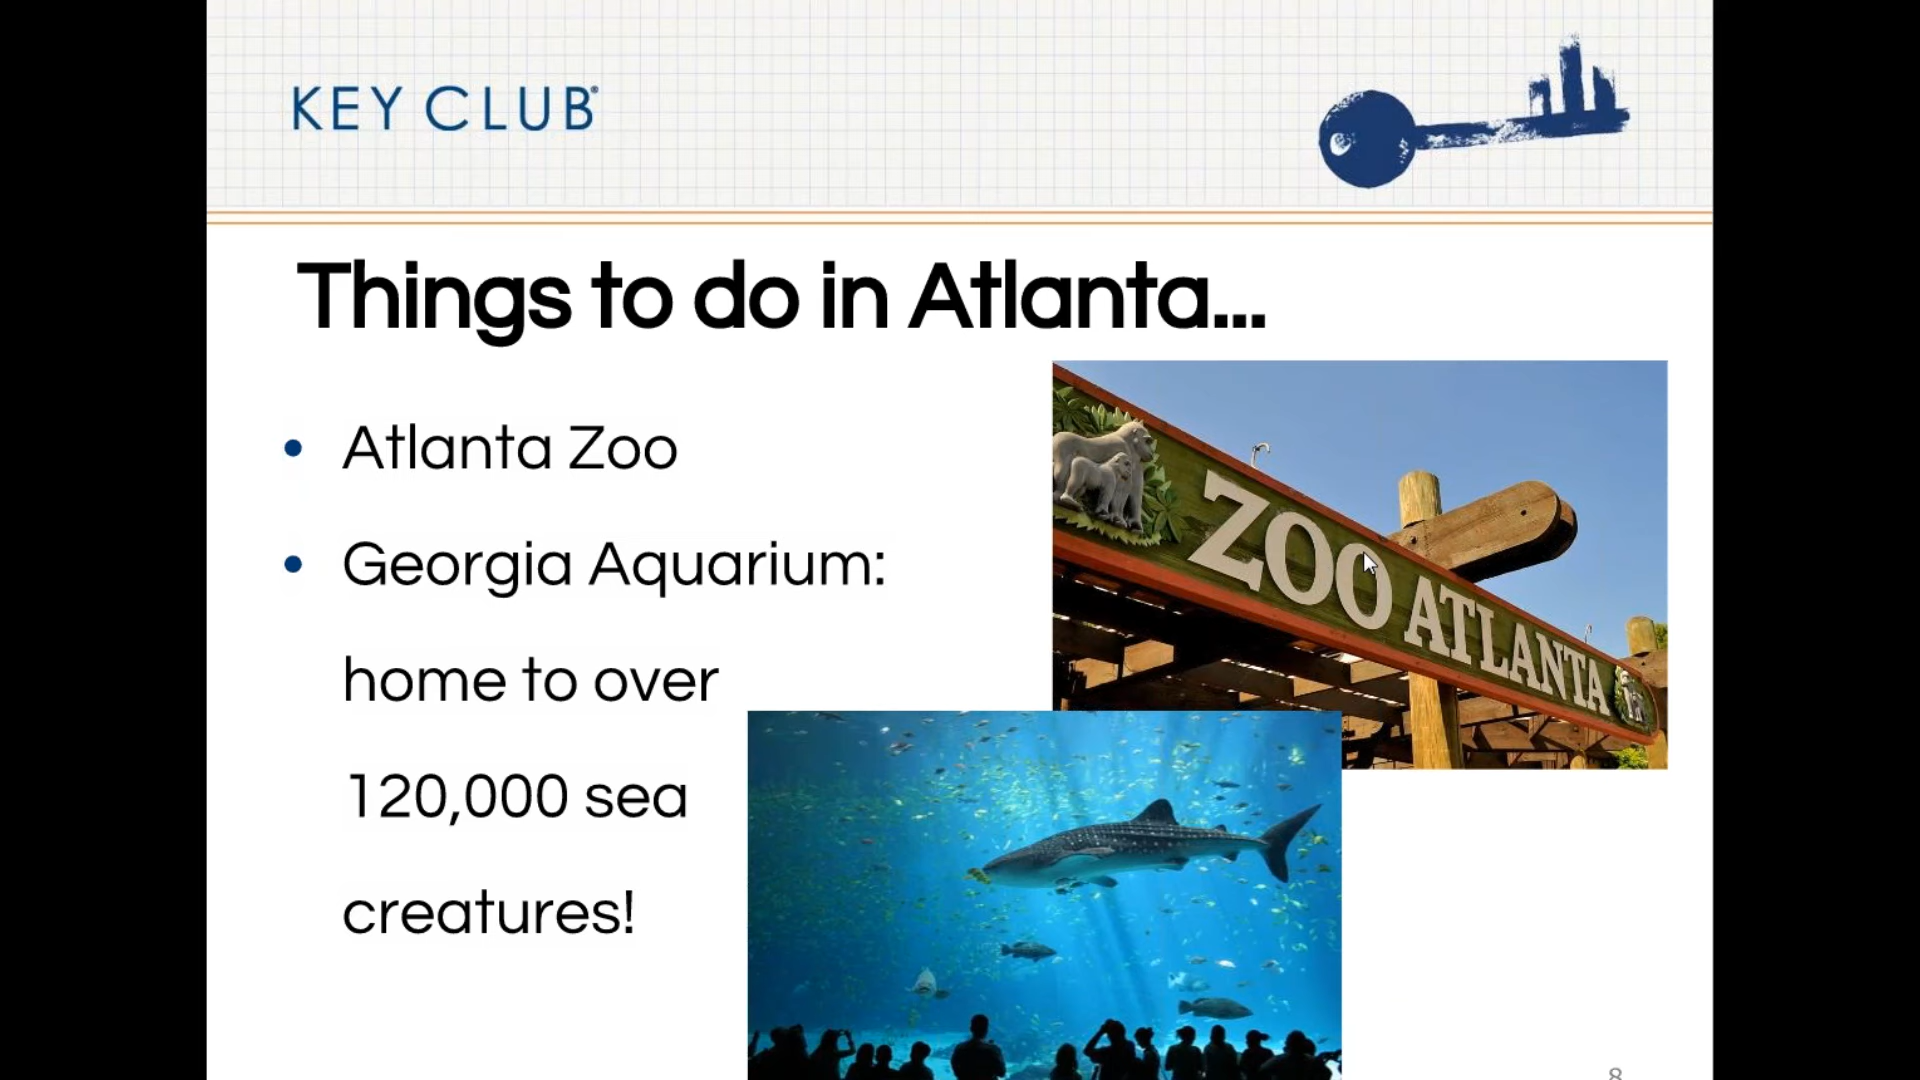 KEY CLUB®
Things to do in Atlanta...
• Atlanta Zoo
• Georgia Aquarium:
home to over
120,000 sea
creatures!
ZOO ATLANTA
8